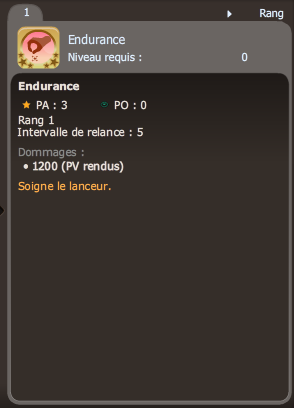 1 Rang
Endurance
Niveau requis : 0
Endurance
PA : 3 PO : 0
Rang 1
Intervalle de relance : 5
Dommages :
• 1200 (PV rendus)
Soigne le lanceur.